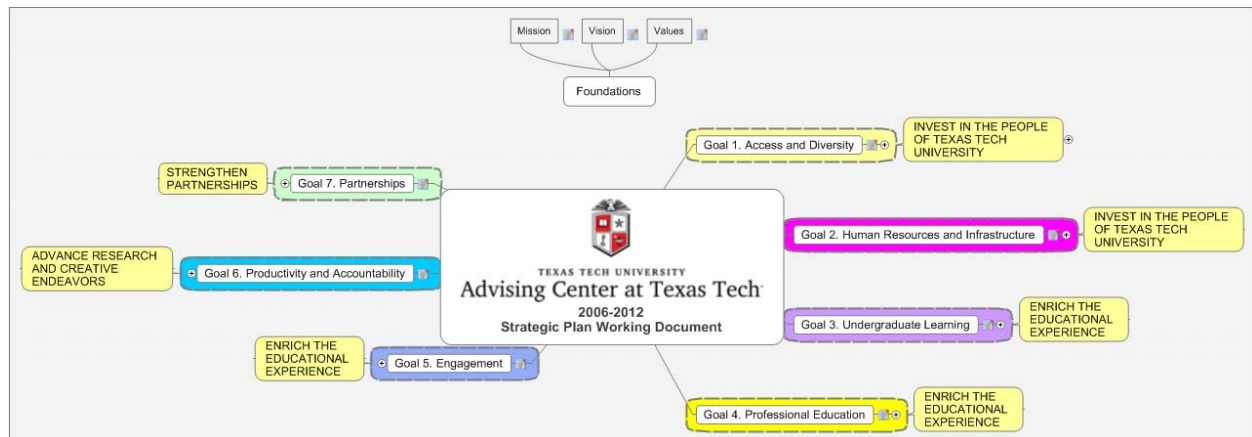 Mission
Vision
Values
Foundations
Goal 1. Access and Diversity
INVEST IN THE PEOPLE
OF TEXAS TECH
UNIVERSITY
Goal 2. Human Resources and Infrastructure
INVEST IN THE PEOPLE
OF TEXAS TECH
UNIVERSITY
Goal 3. Undergraduate Learning
ENRICH THE
EDUCATIONAL
EXPERIENCE
Goal 4. Professional Education
ENRICH THE
EDUCATIONAL
EXPERIENCE
Goal 5. Engagement
ENRICH THE
EDUCATIONAL
EXPERIENCE
Goal 6. Productivity and Accountability
ADVANCE RESEARCH
AND CREATIVE
ENDEAVORS
Goal 7. Partnerships
STRENGTHEN
PARTNERSHIPS
TEXAS TECH UNIVERSITY
Advising Center at Texas Tech
2006-2012
Strategic Plan Working Document